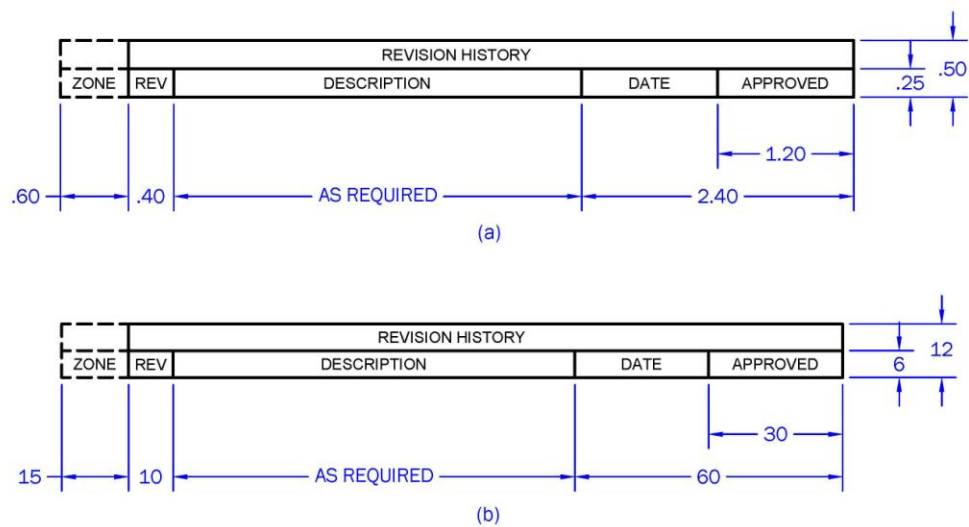 REVISION HISTORY
.50
ZONE REV DESCRIPTION DATE APPROVED
.25
1.20
.60 .40 AS REQUIRED 2.40
(a)
REVISION HISTORY
12
ZONE REV DESCRIPTION DATE APPROVED
6
30
15 10 AS REQUIRED 60
(b)